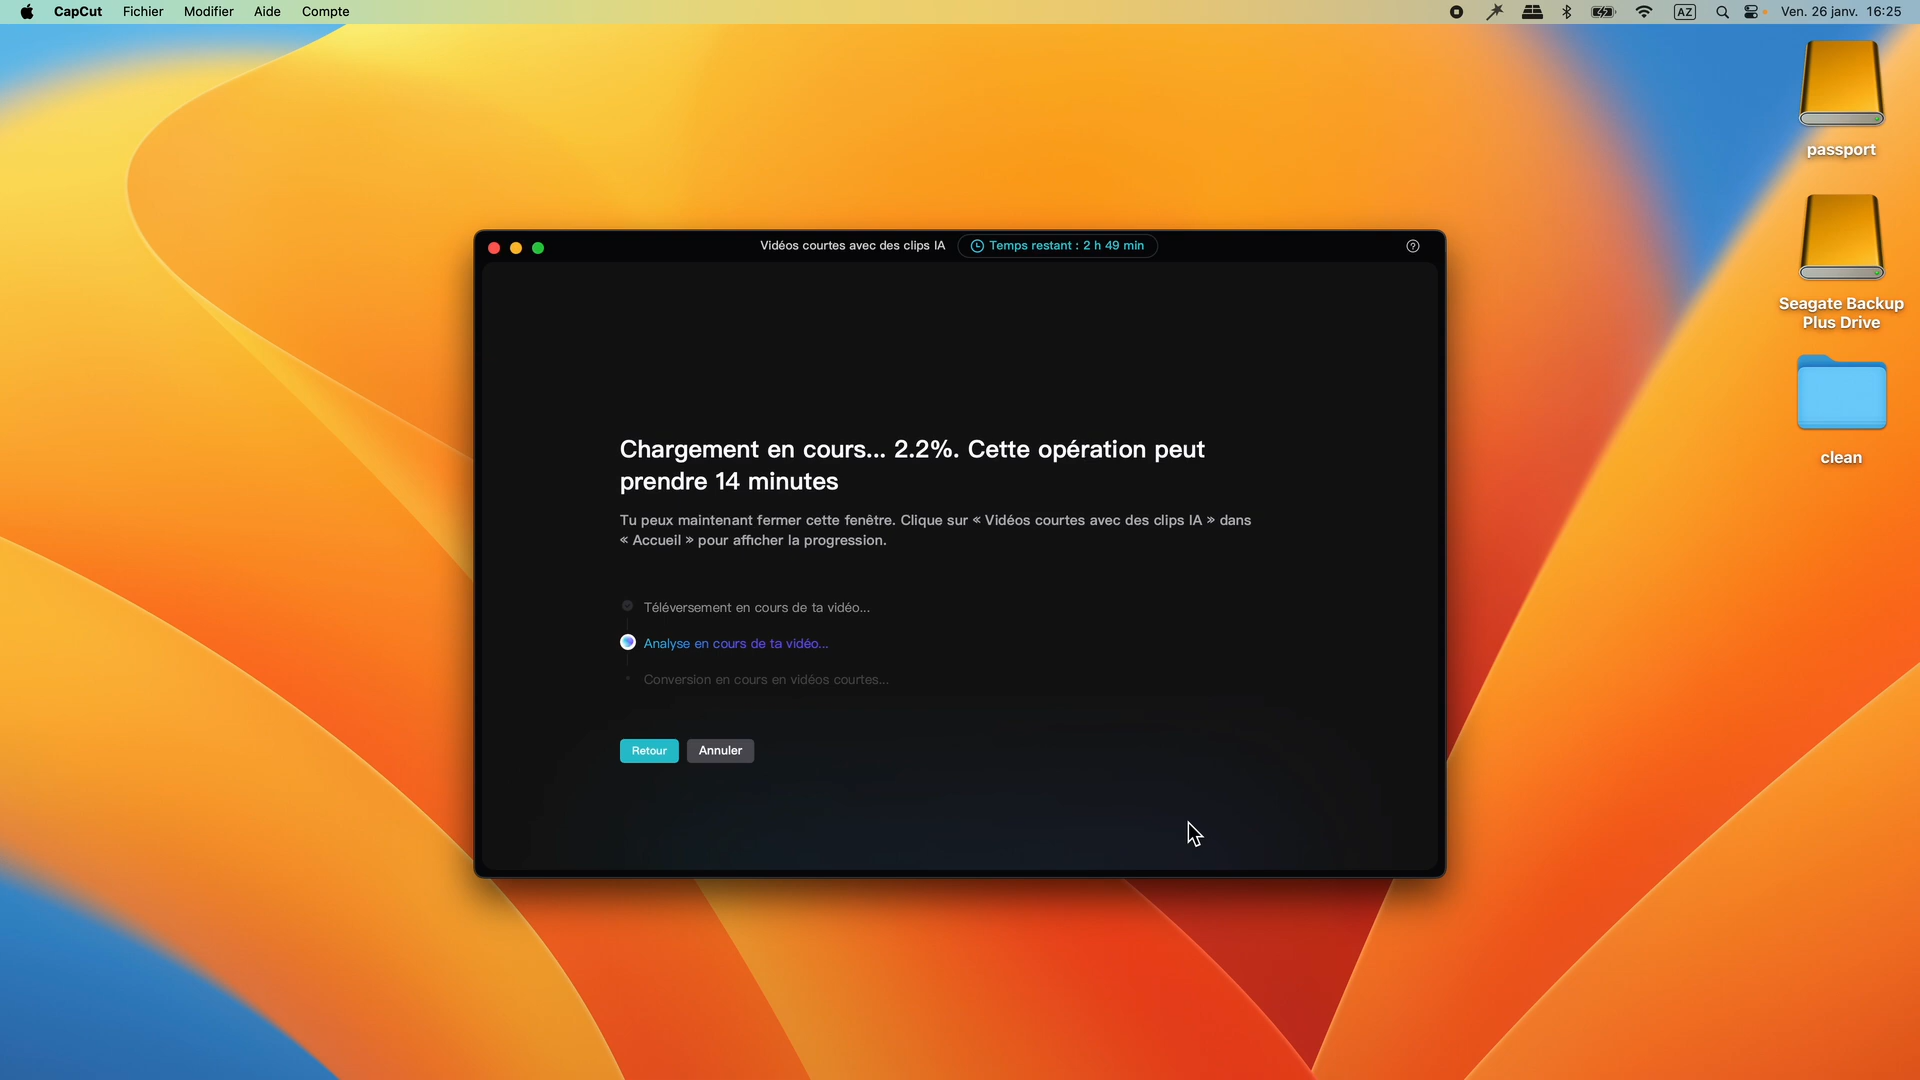 CapCut Fichier Modifier Aide Compte
AZ Ven. 26 janv. 16:25
passport
Seagate Backup
Plus Drive
clean
Vidéos courtes avec des clips IA Temps restant : 2 h 49 min
Chargement en cours... 2.2%. Cette opération peut
prendre 14 minutes
Tu peux maintenant fermer cette fenêtre. Clique sur « Vidéos courtes avec des clips IA » dans
« Accueil » pour afficher la progression.
Téléversement en cours de ta vidéo...
Analyse en cours de ta vidéo...
Conversion en cours en vidéos courtes...
Retour Annuler